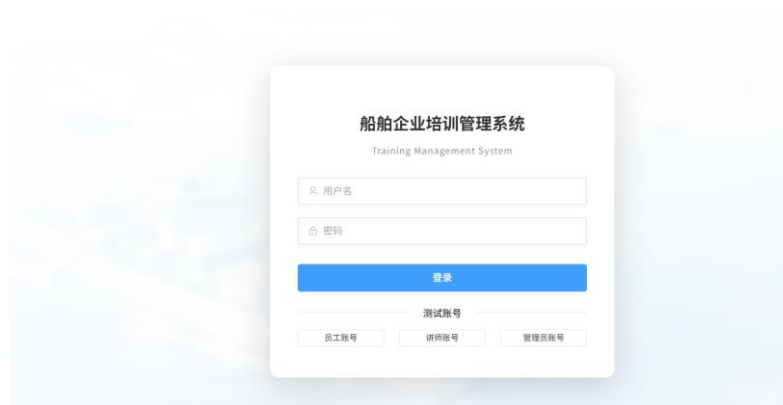 船舶企业培训管理系统
Training Management System
用户名
密码
登录
测试账号
员工账号 讲师账号 管理员账号